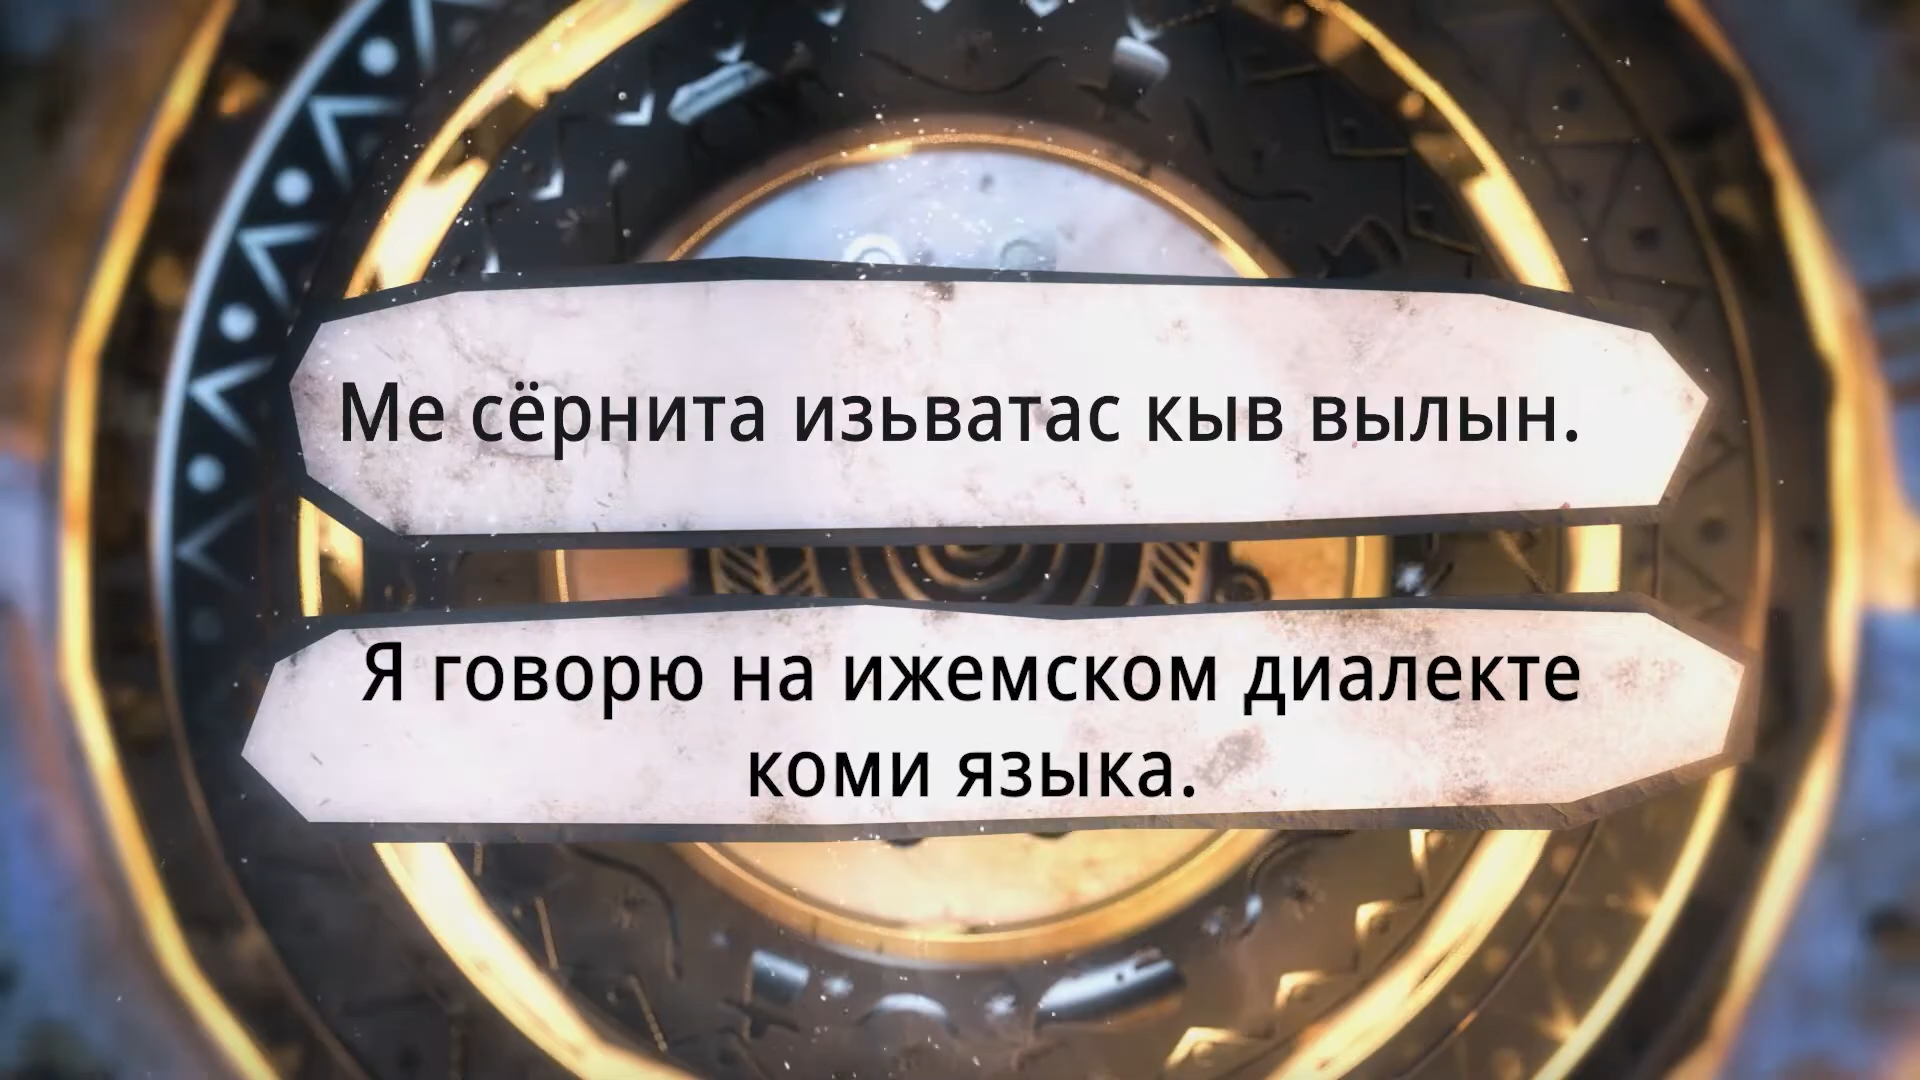 Ме сёрнита изьватас кыв вылын.
Я говорю на ижемском диалекте
коми языка.